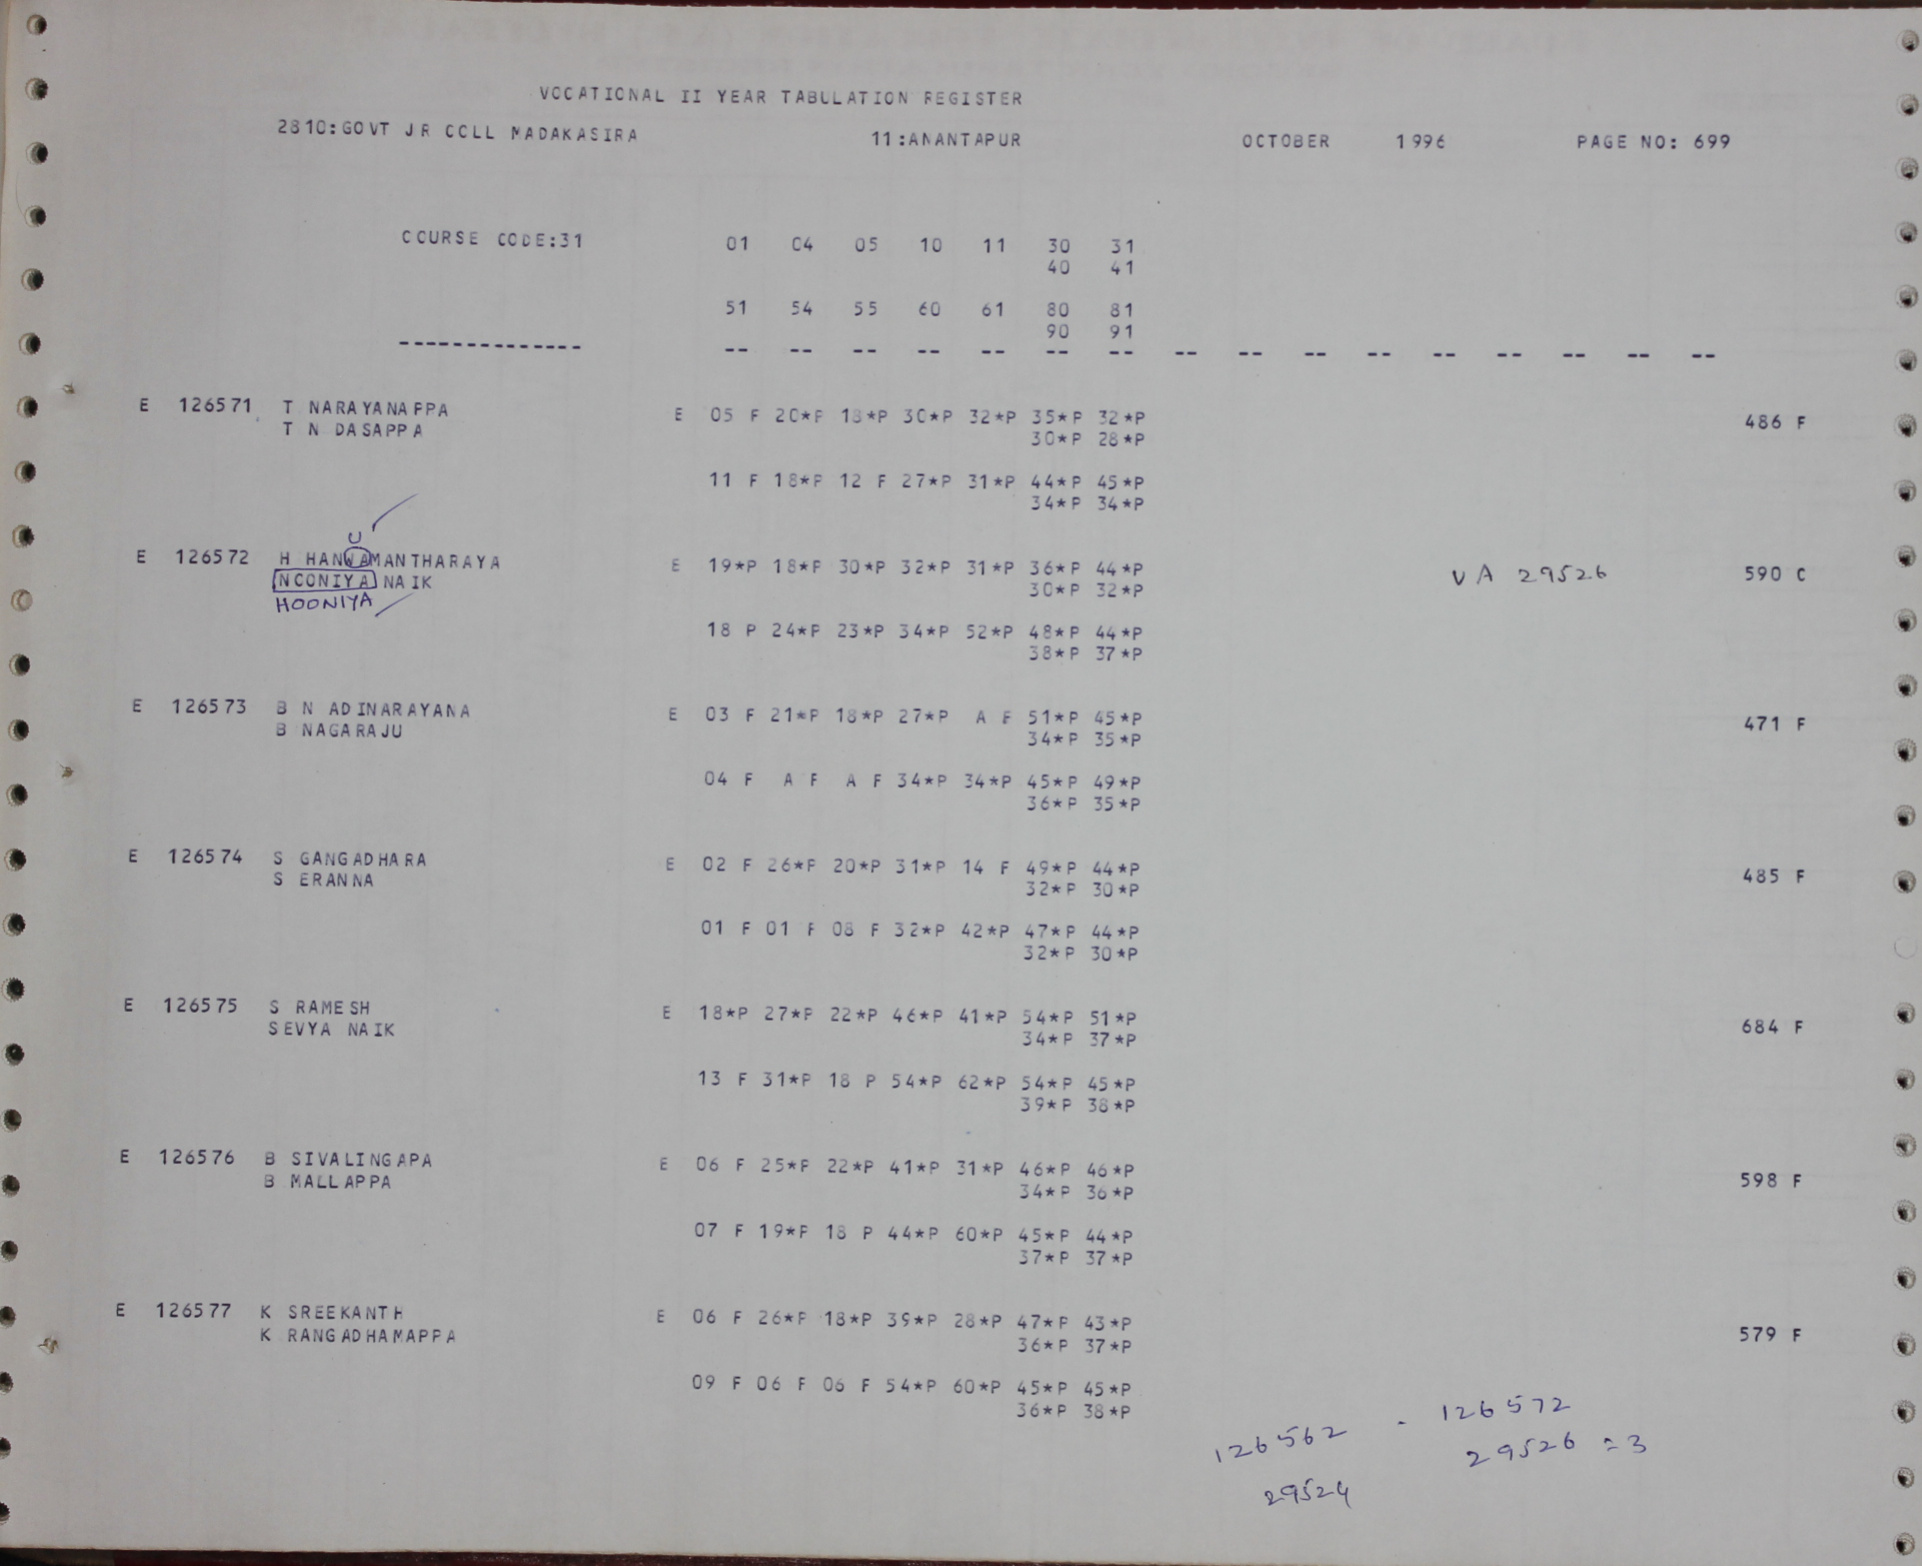 VOCATIONAL II YEAR TABULATION REGISTER
2810:GOVT JR COLL MADAKASIRA 11:ANANTAPUR OCTOBER 1996 PAGE NO: 699
COURSE CODE:31 01 04 05 10 11 30 31
40 41
51 54 55 60 61 80 81
90 91
-------------- -- -- -- -- -- -- -- -- -- -- -- -- -- -- -- --
E 126571 T NARAYANAPPA E 05 F 20*P 18*P 30*P 32*P 35*P 32*P
T N DASAPPA 30*P 28*P 486 F
11 F 18*P 12 F 27*P 31*P 44*P 45*P
34*P 34*P
U
E 126572 H HANWAMANTHARAYA E 19*P 18*P 30*P 32*P 31*P 36*P 44*P
NOONIYA NAIK 30*P 32*P VA 29526 590 C
HOONIYA
18 P 24*P 23*P 34*P 52*P 48*P 44*P
38*P 37*P
E 126573 B N ADINARAYANA E 03 F 21*P 18*P 27*P A F 51*P 45*P
B NAGARAJU 34*P 35*P 471 F
04 F A F A F 34*P 34*P 45*P 49*P
36*P 35*P
E 126574 S GANGADHARA E 02 F 26*P 20*P 31*P 14 F 49*P 44*P
S ERANNA 32*P 30*P 485 F
01 F 01 F 08 F 32*P 42*P 47*P 44*P
32*P 30*P
E 126575 S RAMESH E 18*P 27*P 22*P 46*P 41*P 54*P 51*P
SEVYA NAIK 34*P 37*P 684 F
13 F 31*P 18 P 54*P 62*P 54*P 45*P
39*P 38*P
E 126576 B SIVALINGAPA E 06 F 25*P 22*P 41*P 31*P 46*P 46*P
B MALLAPPA 34*P 36*P 598 F
07 F 19*P 18 P 44*P 60*P 45*P 44*P
37*P 37*P
E 126577 K SREEKANTH E 06 F 26*P 18*P 39*P 28*P 47*P 43*P
K RANGADHAMAPPA 36*P 37*P 579 F
09 F 06 F 06 F 54*P 60*P 45*P 45*P
36*P 38*P
126562 - 126572
29524 29526 = 3